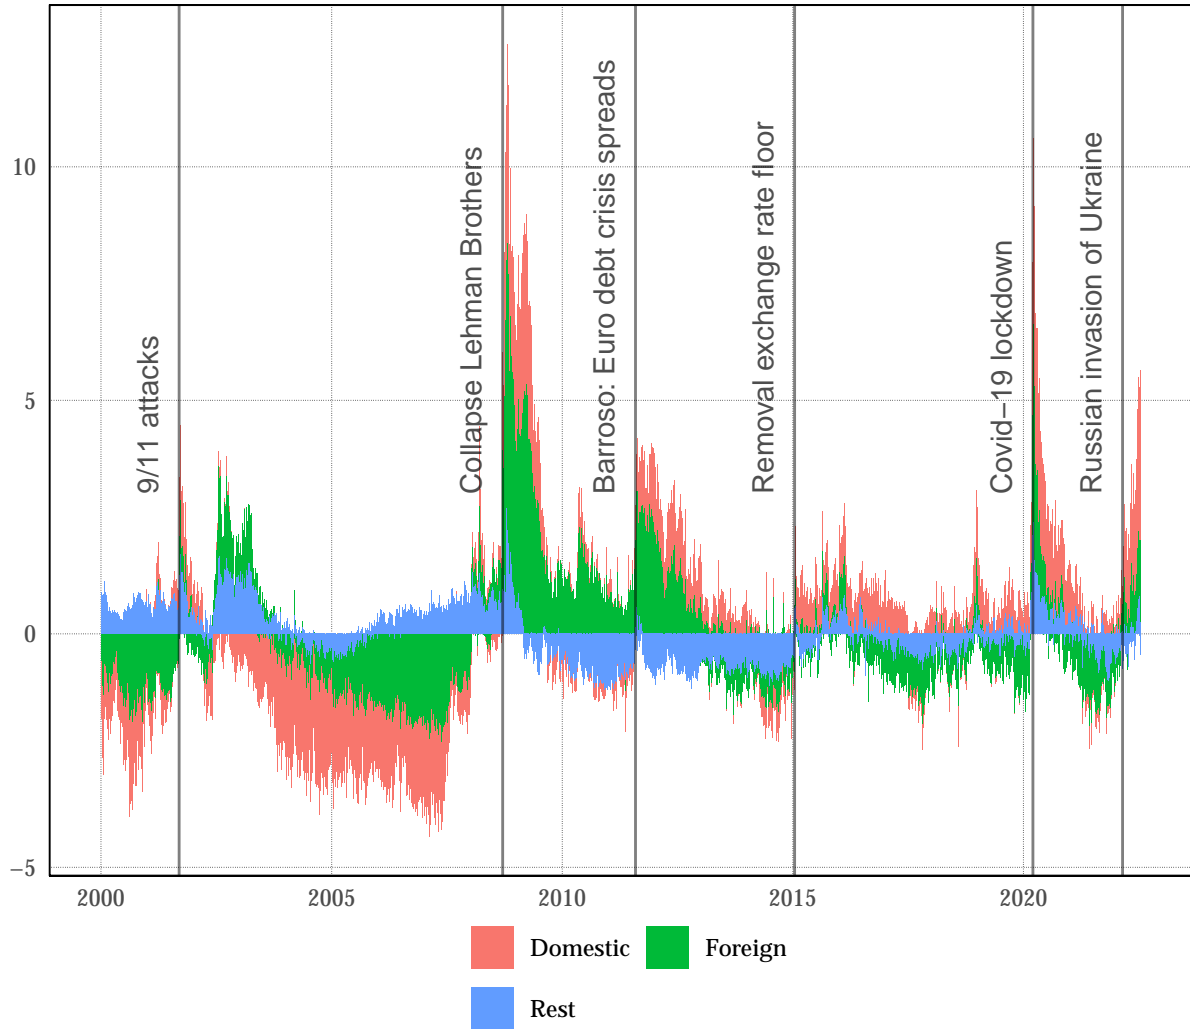 10
5
0
−5
9/11 attacks
Collapse Lehman Brothers
Barroso: Euro debt crisis spreads
Removal exchange rate floor
Covid−19 lockdown
Russian invasion of Ukraine
2000
2005
2010
2015
2020
Domestic
Foreign
Rest